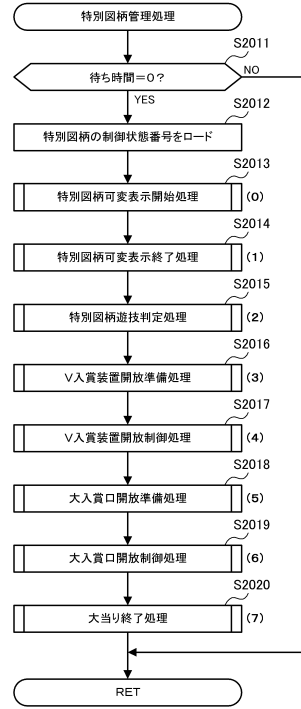 特別図柄管理処理
S2011
待ち時間＝０？
NO
YES
S2012
特別図柄の制御状態番号をロード
S2013
特別図柄可変表示開始処理
(0)
S2014
特別図柄可変表示終了処理
(1)
S2015
特別図柄遊技判定処理
(2)
S2016
Ｖ入賞装置開放準備処理
(3)
S2017
Ｖ入賞装置開放制御処理
(4)
S2018
大入賞口開放準備処理
(5)
S2019
大入賞口開放制御処理
(6)
S2020
大当り終了処理
(7)
RET